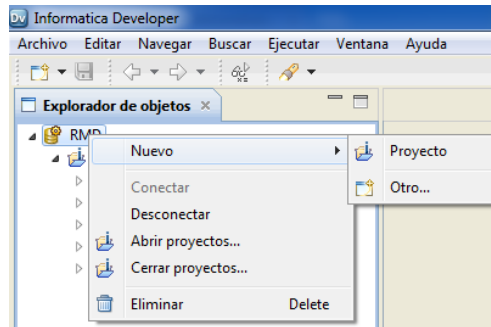 Dv Informatica Developer
Archivo Editar Navegar Buscar Ejecutar Ventana Ayuda
Explorador de objetos
RMD
Nuevo
Proyecto
Conectar
Otro...
Desconectar
Abrir proyectos...
Cerrar proyectos...
Eliminar Delete